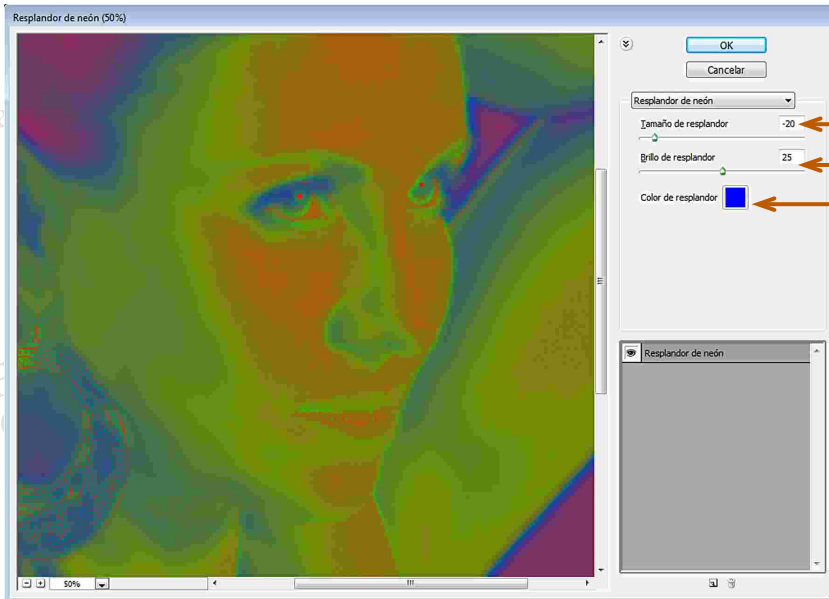 Resplandor de neón (50%)
OK
Cancelar
Resplandor de neón
Tamaño de resplandor -20
Brillo de resplandor 25
Color de resplandor
Resplandor de neón
50%